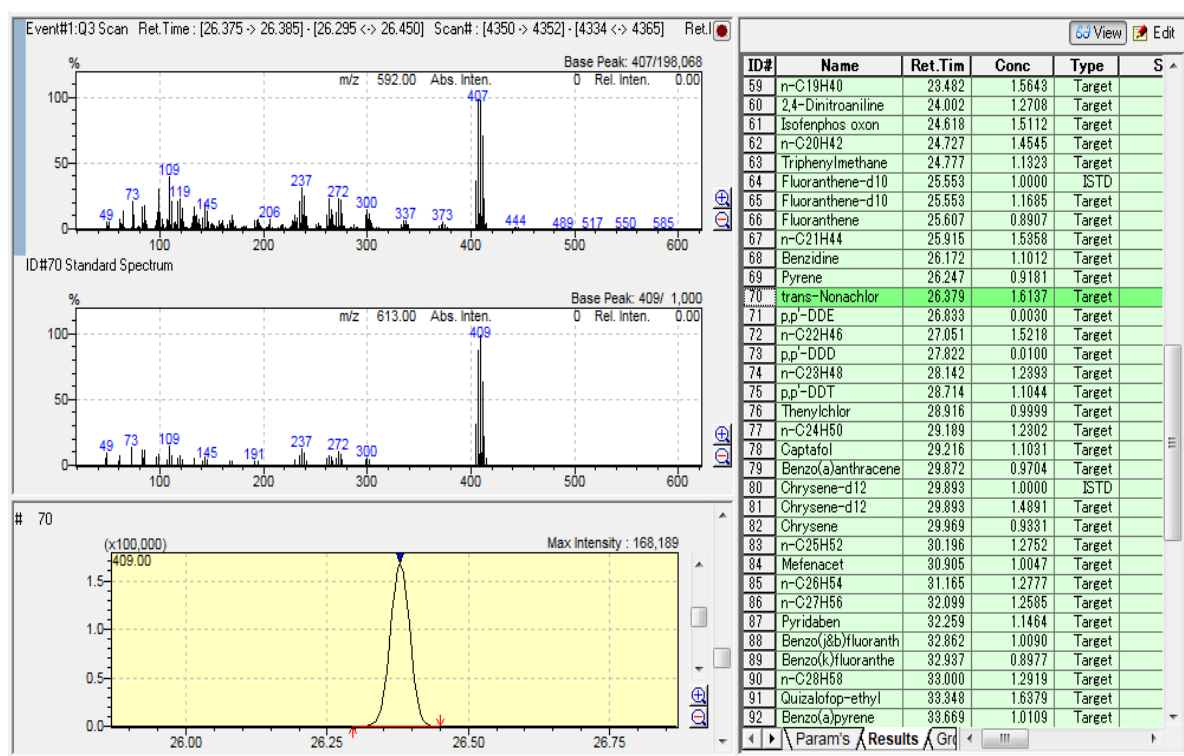 Event#1:Q3 Scan Ret.Time : [26.375 -> 26.385] - [26.295 <-> 26.450] Scan# : [4350 -> 4352] - [4334 <-> 4365] Ret.I
%
Base Peak: 407/198,068
m/z 592.00 Abs. Inten. 0 Rel. Inten. 0.00
100
407
50
49 73 109 119 145 206 237 272 300 337 373 444 489 517 550 585
0
100 200 300 400 500 600
ID#70 Standard Spectrum
%
Base Peak: 409/ 1,000
m/z 613.00 Abs. Inten. 0 Rel. Inten. 0.00
100
409
50
49 73 109 145 191 237 272 300
0
100 200 300 400 500 600
# 70
(x100,000)
Max Intensity : 168,189
409.00
1.5
1.0
0.5
0.0
26.00 26.25 26.50 26.75
View Edit
ID# Name Ret.Tim Conc Type S
59 n-C19H40 23.482 1.5643 Target
60 2,4-Dinitroaniline 24.002 1.2708 Target
61 Isofenphos oxon 24.618 1.5112 Target
62 n-C20H42 24.727 1.4545 Target
63 Triphenylmethane 24.777 1.1323 Target
64 Fluoranthene-d10 25.553 1.0000 ISTD
65 Fluoranthene-d10 25.553 1.1685 Target
66 Fluoranthene 25.607 0.8907 Target
67 n-C21H44 25.915 1.5358 Target
68 Benzidine 26.172 1.1012 Target
69 Pyrene 26.247 0.9181 Target
70 trans-Nonachlor 26.379 1.6137 Target
71 p,p'-DDE 26.833 0.0030 Target
72 n-C22H46 27.051 1.5218 Target
73 p,p'-DDD 27.822 0.0100 Target
74 n-C23H48 28.142 1.2393 Target
75 p,p'-DDT 28.714 1.1044 Target
76 Thenylchlor 28.916 0.9999 Target
77 n-C24H50 29.189 1.2302 Target
78 Captafol 29.216 1.1031 Target
79 Benzo(a)anthracene 29.872 0.9704 Target
80 Chrysene-d12 29.893 1.0000 ISTD
81 Chrysene-d12 29.893 1.4891 Target
82 Chrysene 29.969 0.9331 Target
83 n-C25H52 30.196 1.2752 Target
84 Mefenacet 30.905 1.0047 Target
85 n-C26H54 31.165 1.2777 Target
86 n-C27H56 32.099 1.2585 Target
87 Pyridaben 32.259 1.1464 Target
88 Benzo(j&b)fluoranth 32.862 1.0090 Target
89 Benzo(k)fluoranthe 32.937 0.8977 Target
90 n-C28H58 33.000 1.2919 Target
91 Quizalofop-ethyl 33.348 1.6379 Target
92 Benzo(a)pyrene 33.669 1.0109 Target
Param's Results Gr